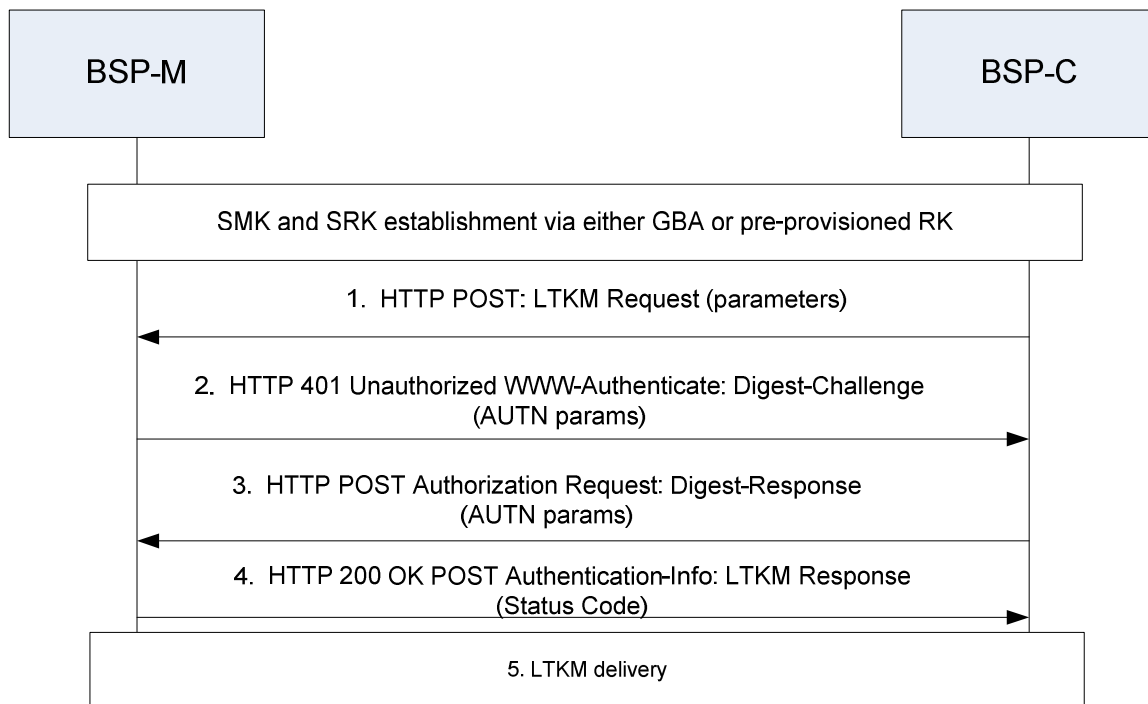 BSP-M
BSP-C
SMK and SRK establishment via either GBA or pre-provisioned RK
1. HTTP POST: LTKM Request (parameters)
2. HTTP 401 Unauthorized WWW-Authenticate: Digest-Challenge
(AUTN params)
3. HTTP POST Authorization Request: Digest-Response
(AUTN params)
4. HTTP 200 OK POST Authentication-Info: LTKM Response
(Status Code)
5. LTKM delivery